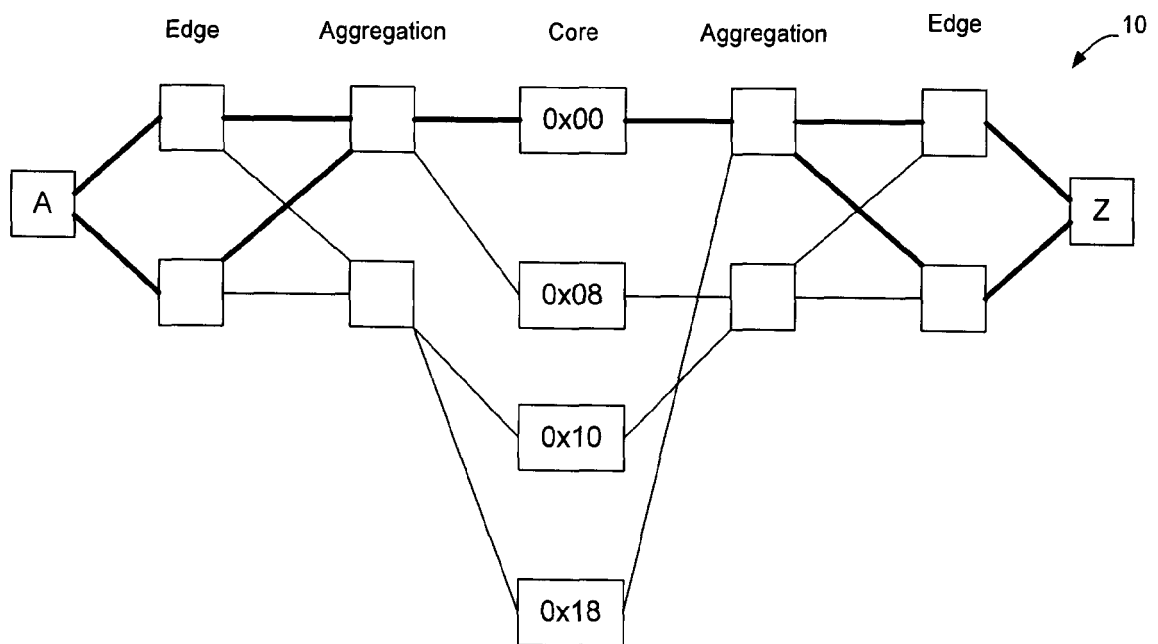 Edge
Aggregation
Core
Aggregation
Edge
10
0x00
A
Z
0x08
0x10
0x18